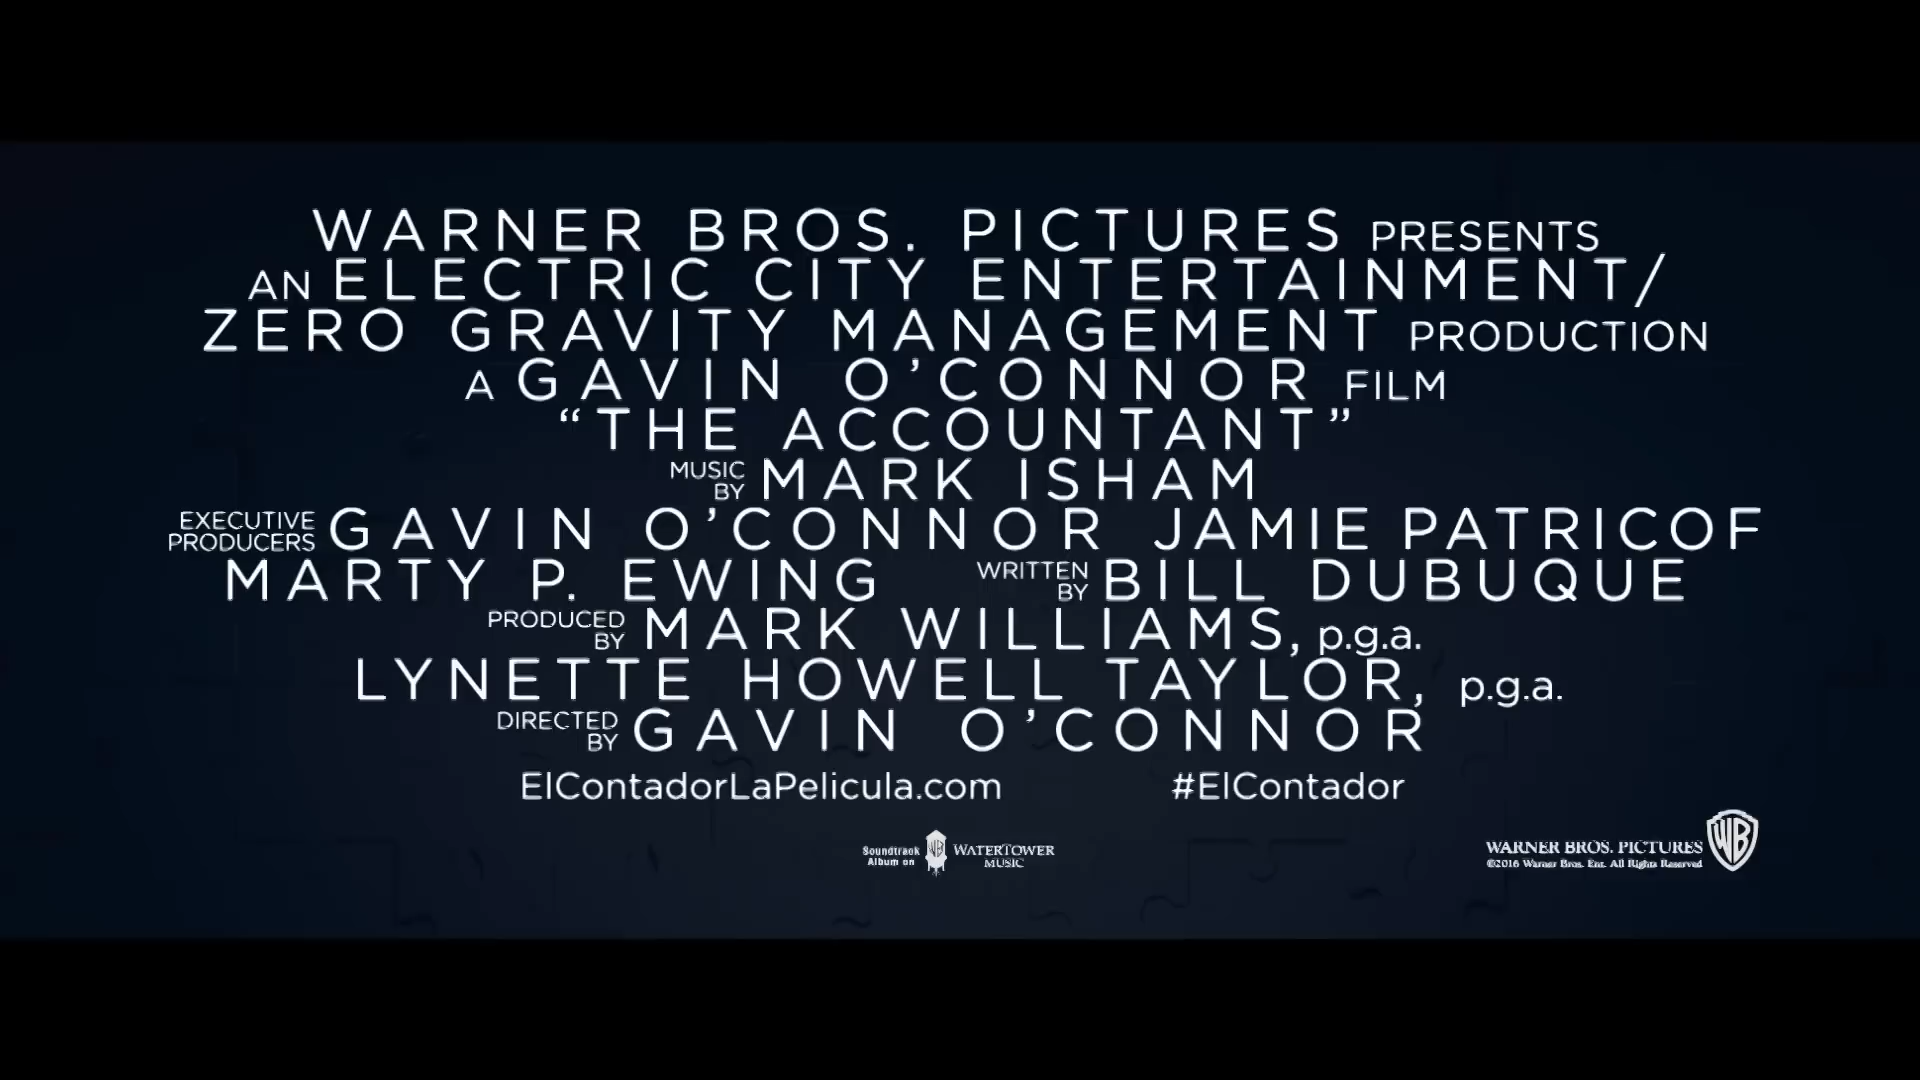 WARNER BROS. PICTURES PRESENTS
AN ELECTRIC CITY ENTERTAINMENT/
ZERO GRAVITY MANAGEMENT PRODUCTION
A GAVIN O'CONNOR FILM
“THE ACCOUNTANT”
MUSIC BY MARK ISHAM
EXECUTIVE PRODUCERS GAVIN O'CONNOR JAMIE PATRICOF
MARTY P. EWING WRITTEN BY BILL DUBUQUE
PRODUCED BY MARK WILLIAMS, p.g.a.
LYNETTE HOWELL TAYLOR, p.g.a.
DIRECTED BY GAVIN O'CONNOR
ElContadorLaPelicula.com #ElContador
Soundtrack Album on WATERTOWER MUSIC
WARNER BROS. PICTURES WB
©2016 Warner Bros. Ent. All Rights Reserved